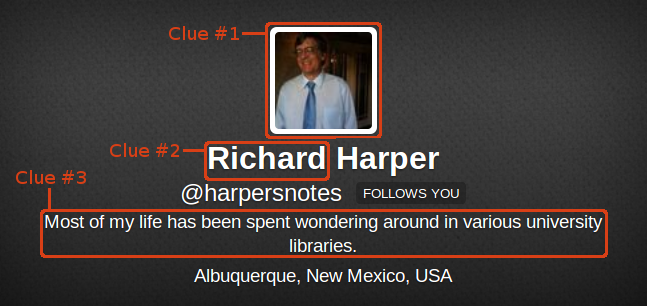 Clue #1
Clue #2
Richard Harper
@harpersnotes FOLLOWS YOU
Clue #3
Most of my life has been spent wondering around in various university
libraries.
Albuquerque, New Mexico, USA